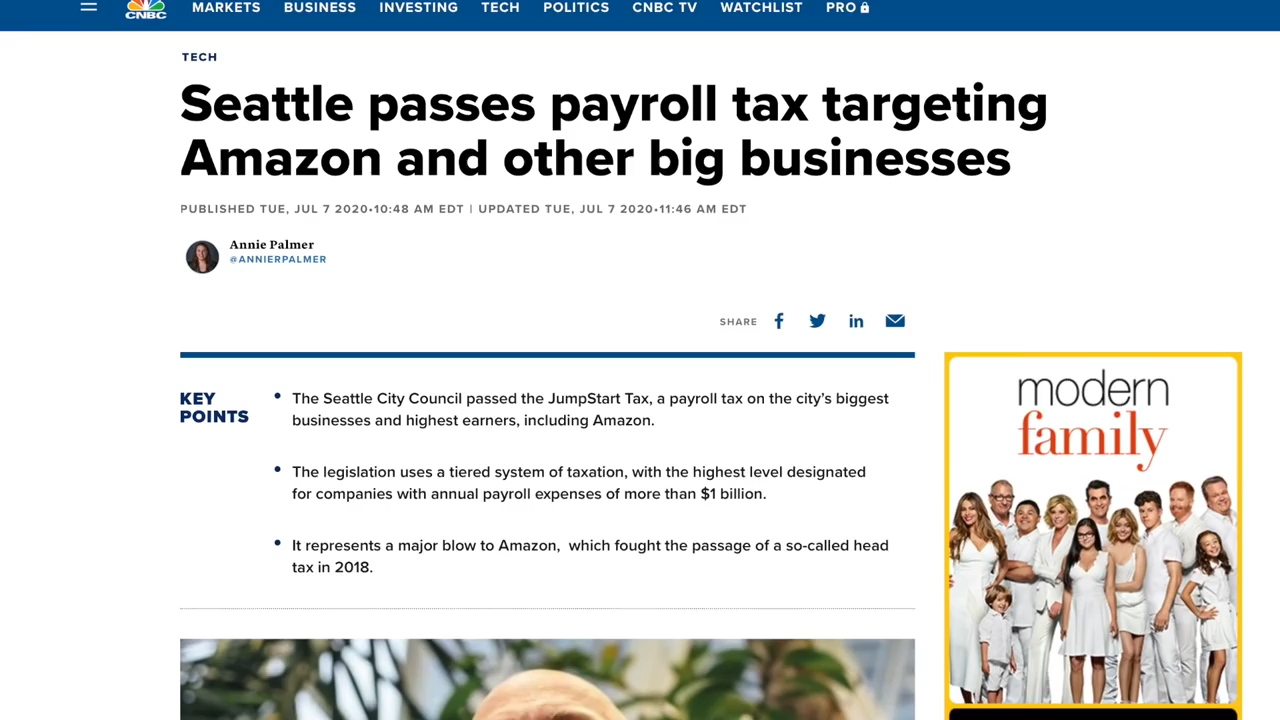 CNBC
MARKETS BUSINESS INVESTING TECH POLITICS CNBC TV WATCHLIST PRO
TECH
Seattle passes payroll tax targeting
Amazon and other big businesses
PUBLISHED TUE, JUL 7 2020•10:48 AM EDT | UPDATED TUE, JUL 7 2020•11:46 AM EDT
Annie Palmer
@ANNIERPALMER
SHARE
KEY
POINTS
• The Seattle City Council passed the JumpStart Tax, a payroll tax on the city's biggest
businesses and highest earners, including Amazon.
• The legislation uses a tiered system of taxation, with the highest level designated
for companies with annual payroll expenses of more than $1 billion.
• It represents a major blow to Amazon, which fought the passage of a so-called head
tax in 2018.
modern
family